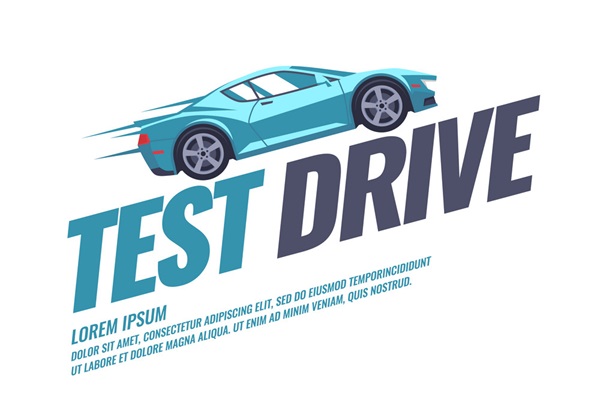 TEST DRIVE
LOREM IPSUM
DOLOR SIT AMET, CONSECTETUR ADIPISCING ELIT, SED DO EIUSMOD TEMPORINCIDIDUNT
UT LABORE ET DOLORE MAGNA ALIQUA. UT ENIM AD MINIM VENIAM, QUIS NOSTRUD.